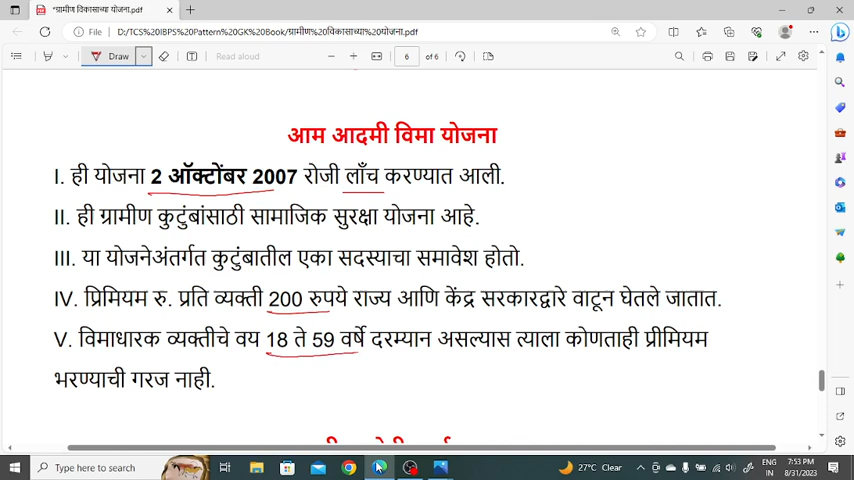 *ग्रामीण विकासाच्या योजना.pdf
File D:/TCS%20IBPS%20Pattern%20GK%20Book/ग्रामीण%20विकासाच्या%20योजना.pdf
Draw Read aloud 6 of 6
आम आदमी विमा योजना
I. ही योजना 2 ऑक्टोंबर 2007 रोजी लाँच करण्यात आली.
II. ही ग्रामीण कुटुंबांसाठी सामाजिक सुरक्षा योजना आहे.
III. या योजनेअंतर्गत कुटुंबातील एका सदस्याचा समावेश होतो.
IV. प्रिमियम रु. प्रति व्यक्ती 200 रुपये राज्य आणि केंद्र सरकारद्वारे वाटून घेतले जातात.
V. विमाधारक व्यक्तीचे वय 18 ते 59 वर्षे दरम्यान असल्यास त्याला कोणताही प्रीमियम
भरण्याची गरज नाही.
Type here to search
27°C Clear
ENG
IN
7:53 PM
8/31/2023